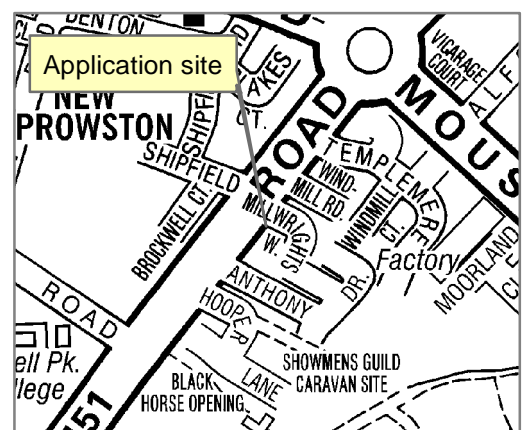 DENTON
Application site
NEW
PROWSTON
LAKES
CT.
SHIPFIELD
SHIPFIELD
BROCKWELL CT.
ROAD
MOUS
VICARAGE
COURT
ALF
TEMPLEMERE
WIND-
MILL RD.
WINDMILL
CT.
MILLWRIGHTS
W.
Factory
MOORLAND
DR.
ANTHONY
HOOPER
LANE
ROAD
ell Pk.
llege
SHOWMENS GUILD
CARAVAN SITE
BLACK
HORSE OPENING
51